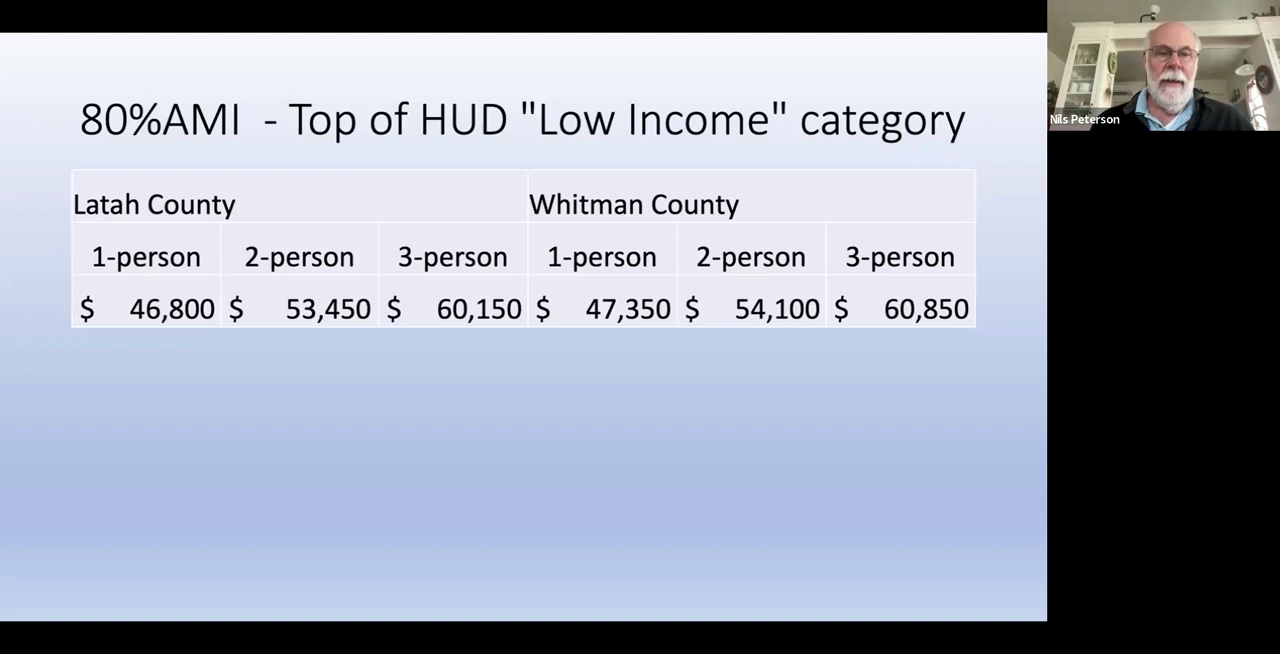 80%AMI - Top of HUD "Low Income" category
Latah County Whitman County
1-person 2-person 3-person 1-person 2-person 3-person
$ 46,800 $ 53,450 $ 60,150 $ 47,350 $ 54,100 $ 60,850
Nils Peterson